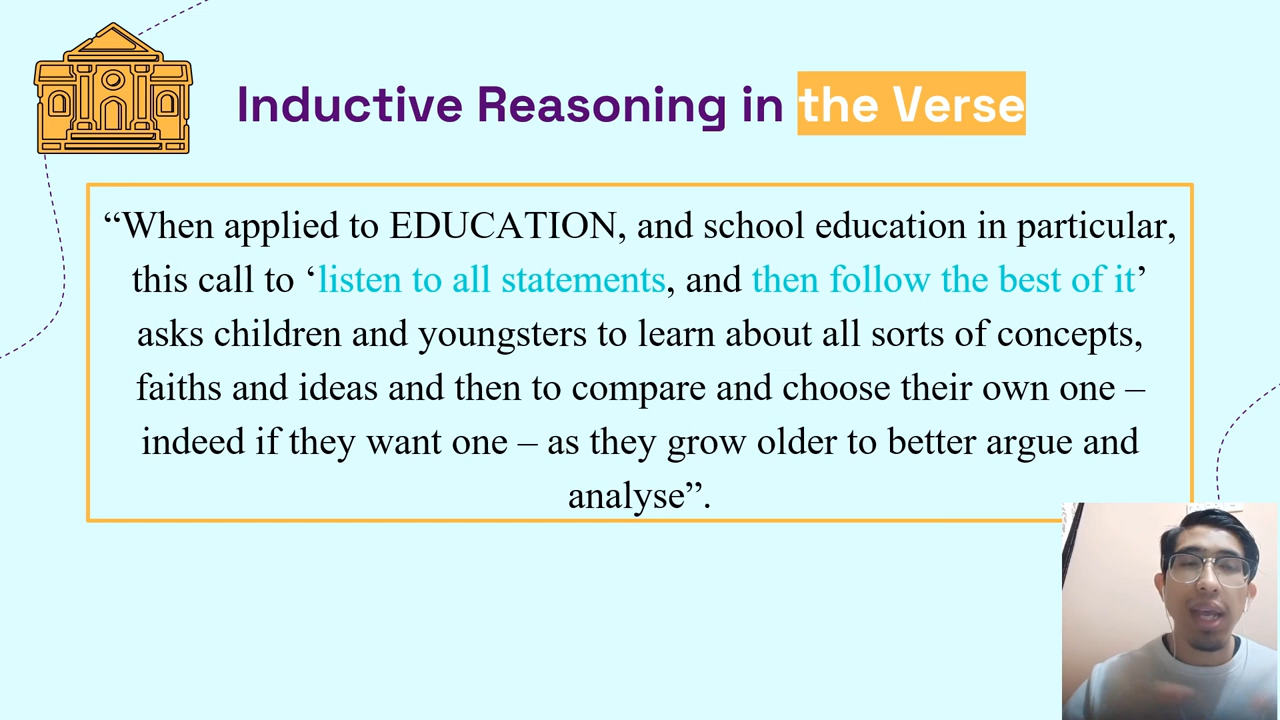 Inductive Reasoning in the Verse
“When applied to EDUCATION, and school education in particular,
this call to ‘listen to all statements, and then follow the best of it’
asks children and youngsters to learn about all sorts of concepts,
faiths and ideas and then to compare and choose their own one –
indeed if they want one – as they grow older to better argue and
analyse”.